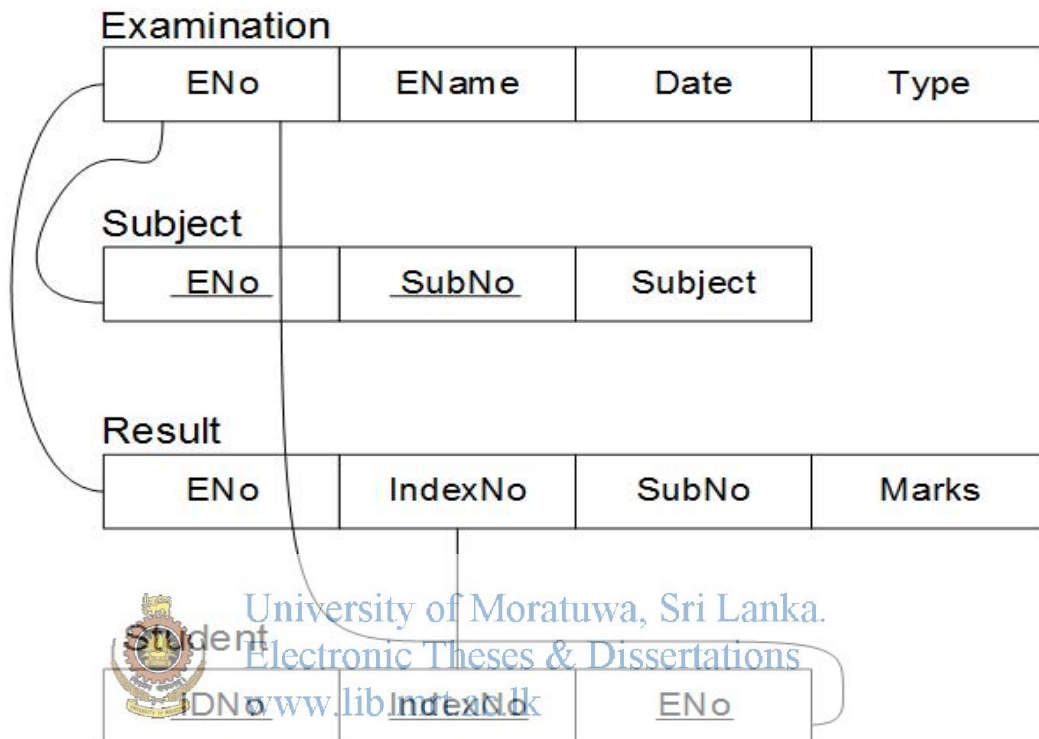 Examination
ENo EName Date Type
Subject
ENo SubNo Subject
Result
ENo IndexNo SubNo Marks
University of Moratuwa, Sri Lanka.
Student
Electronic Theses & Dissertations
IDNo IndexNo ENo
www.lib.mrt.ac.lk